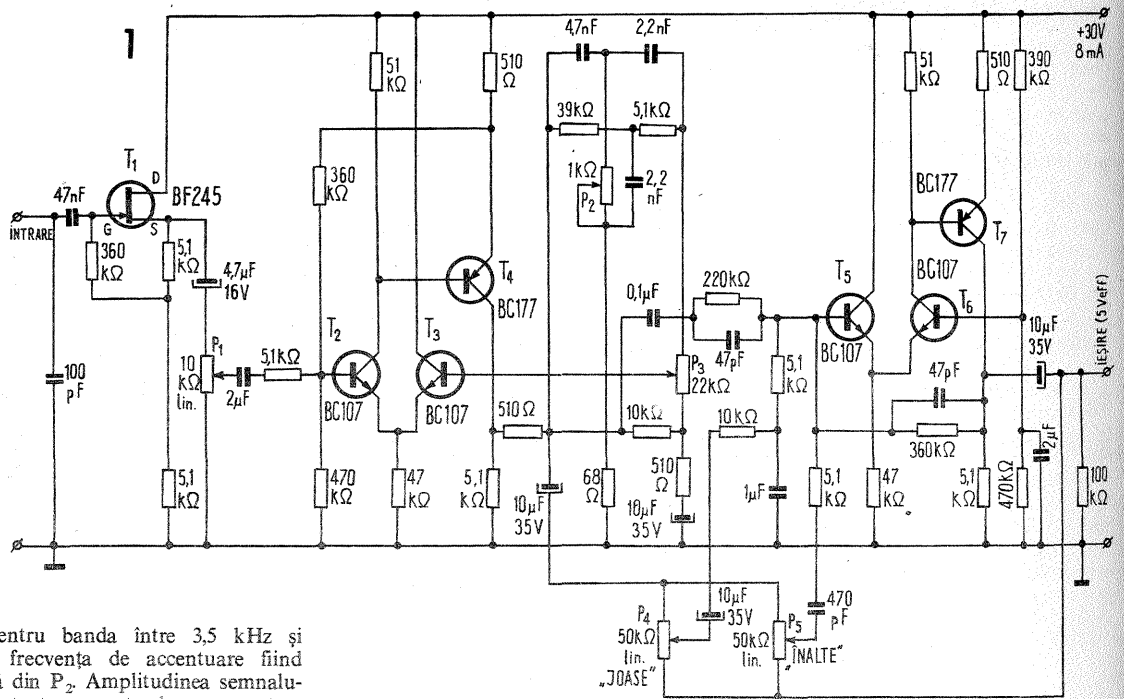 1
+30V
8mA
4,7nF
2,2nF
51
kΩ
510
Ω
51
kΩ
510
Ω
390
kΩ
39kΩ
5,1kΩ
T1
D
BF245
47nF
G
S
INTRARE
360
kΩ
5,1
kΩ
4,7µF
16V
360
kΩ
1kΩ
P2
2,2
nF
BC177
T7
T4
BC177
T5
BC107
T6
220kΩ
0,1µF
47pF
BC107
10µF
35V
IEȘIRE (5Veff)
100
pF
P1
10
kΩ
lin.
2µF
5,1kΩ
T2
BC107
T3
BC107
P3
22kΩ
5,1
kΩ
47pF
510Ω
10kΩ
10kΩ
360kΩ
2µF
5,1
kΩ
470
kΩ
47
kΩ
5,1
kΩ
10µF
35V
68
Ω
510
Ω
10µF
35V
1µF
5,1
kΩ
47
kΩ
5,1
kΩ
470kΩ
100
kΩ
P4
50kΩ
lin.
„JOASE"
10µF
35V
P5
50kΩ
lin.
„ÎNALTE"
470
pF
entru banda între 3,5 kHz și
frecvența de accentuare fiind
din P2. Amplitudinea semnalu-